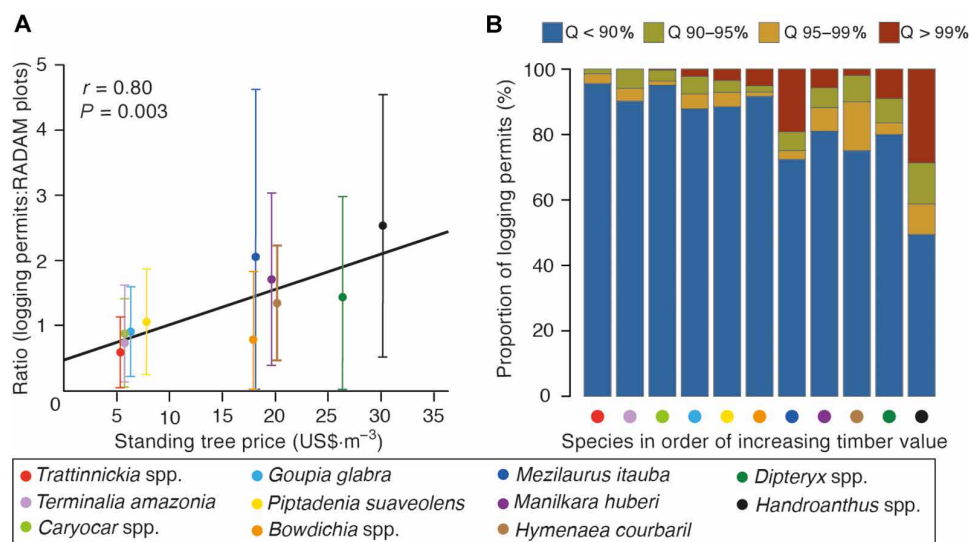 A
B
Q < 90%
Q 90–95%
Q 95–99%
Q > 99%
r = 0.80
P = 0.003
Ratio (logging permits:RADAM plots)
5
4
3
2
1
0
5
10
15
20
25
30
35
Standing tree price (US$·m−3)
Proportion of logging permits (%)
100
80
60
40
20
0
Species in order of increasing timber value
Trattinnickia spp.
Terminalia amazonia
Caryocar spp.
Goupia glabra
Piptadenia suaveolens
Bowdichia spp.
Mezilaurus itauba
Manilkara huberi
Hymenaea courbaril
Dipteryx spp.
Handroanthus spp.